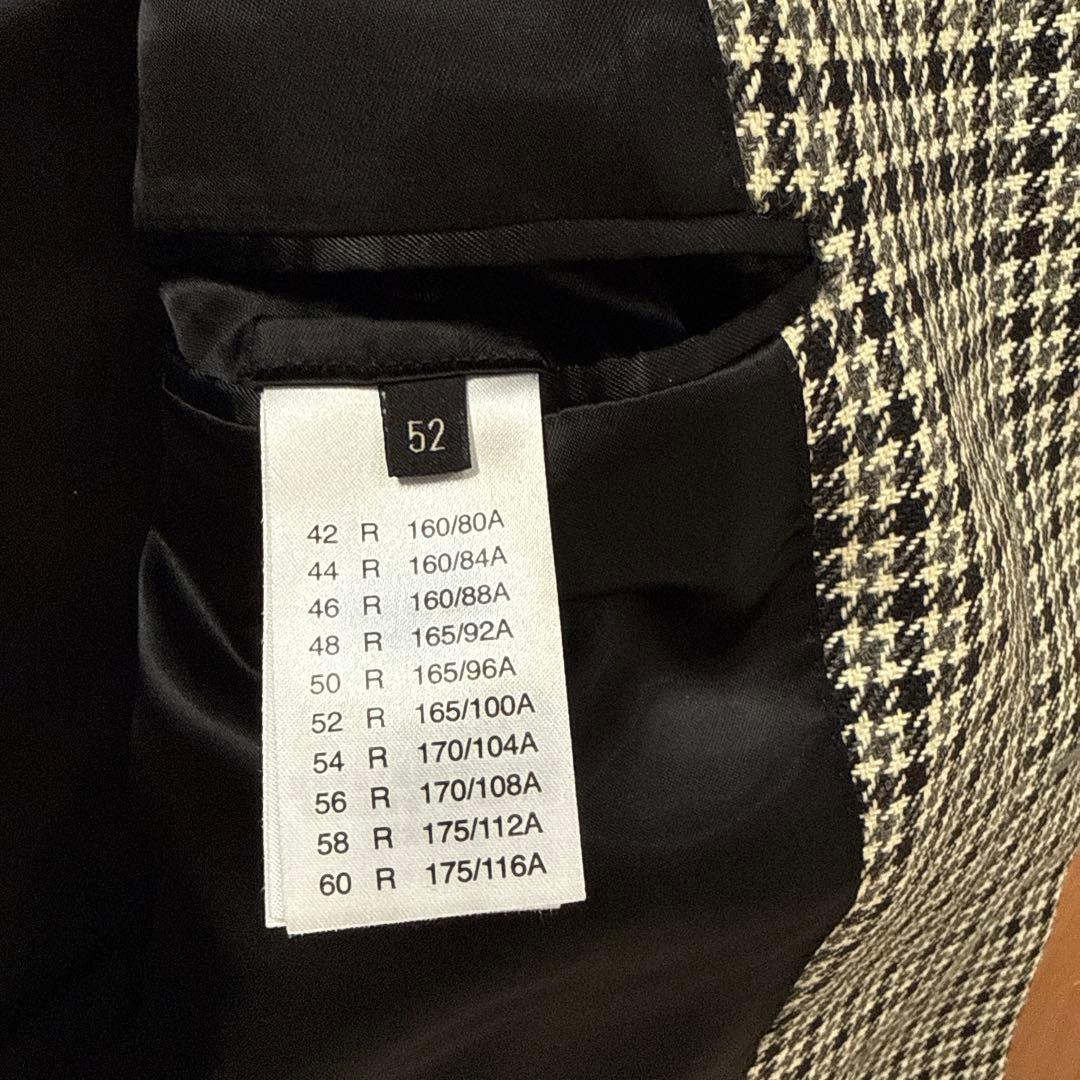 52
42 R 160/80A
44 R 160/84A
46 R 160/88A
48 R 165/92A
50 R 165/96A
52 R 165/100A
54 R 170/104A
56 R 170/108A
58 R 175/112A
60 R 175/116A